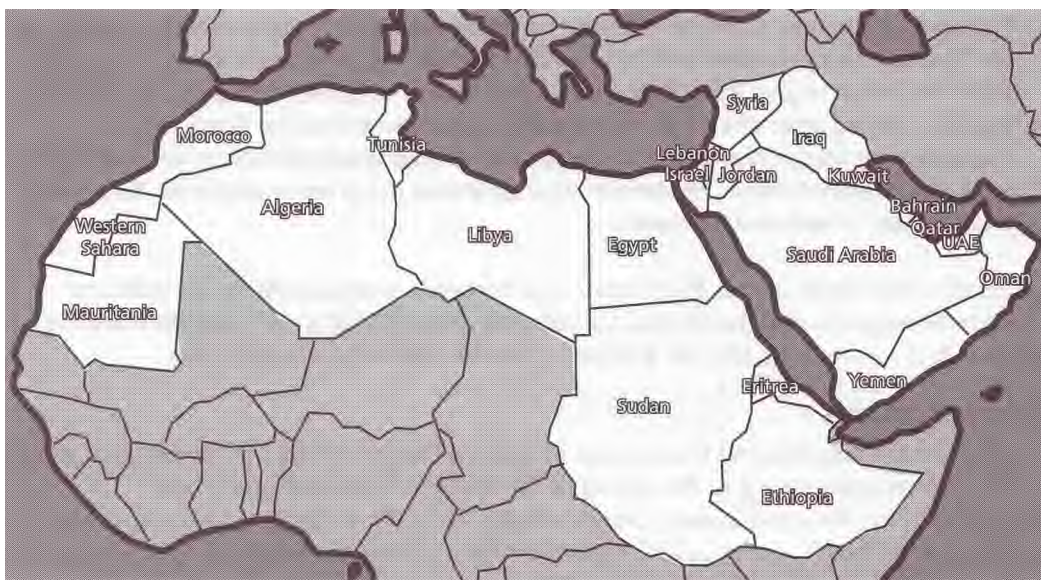 Syria
Morocco
Tunisia
Iraq
Lebanon
Israel
Jordan
Kuwait
Algeria
Bahrain
Western
Sahara
Libya
Egypt
Qatar
UAE
Saudi Arabia
Oman
Mauritania
Yemen
Eritrea
Sudan
Ethiopia